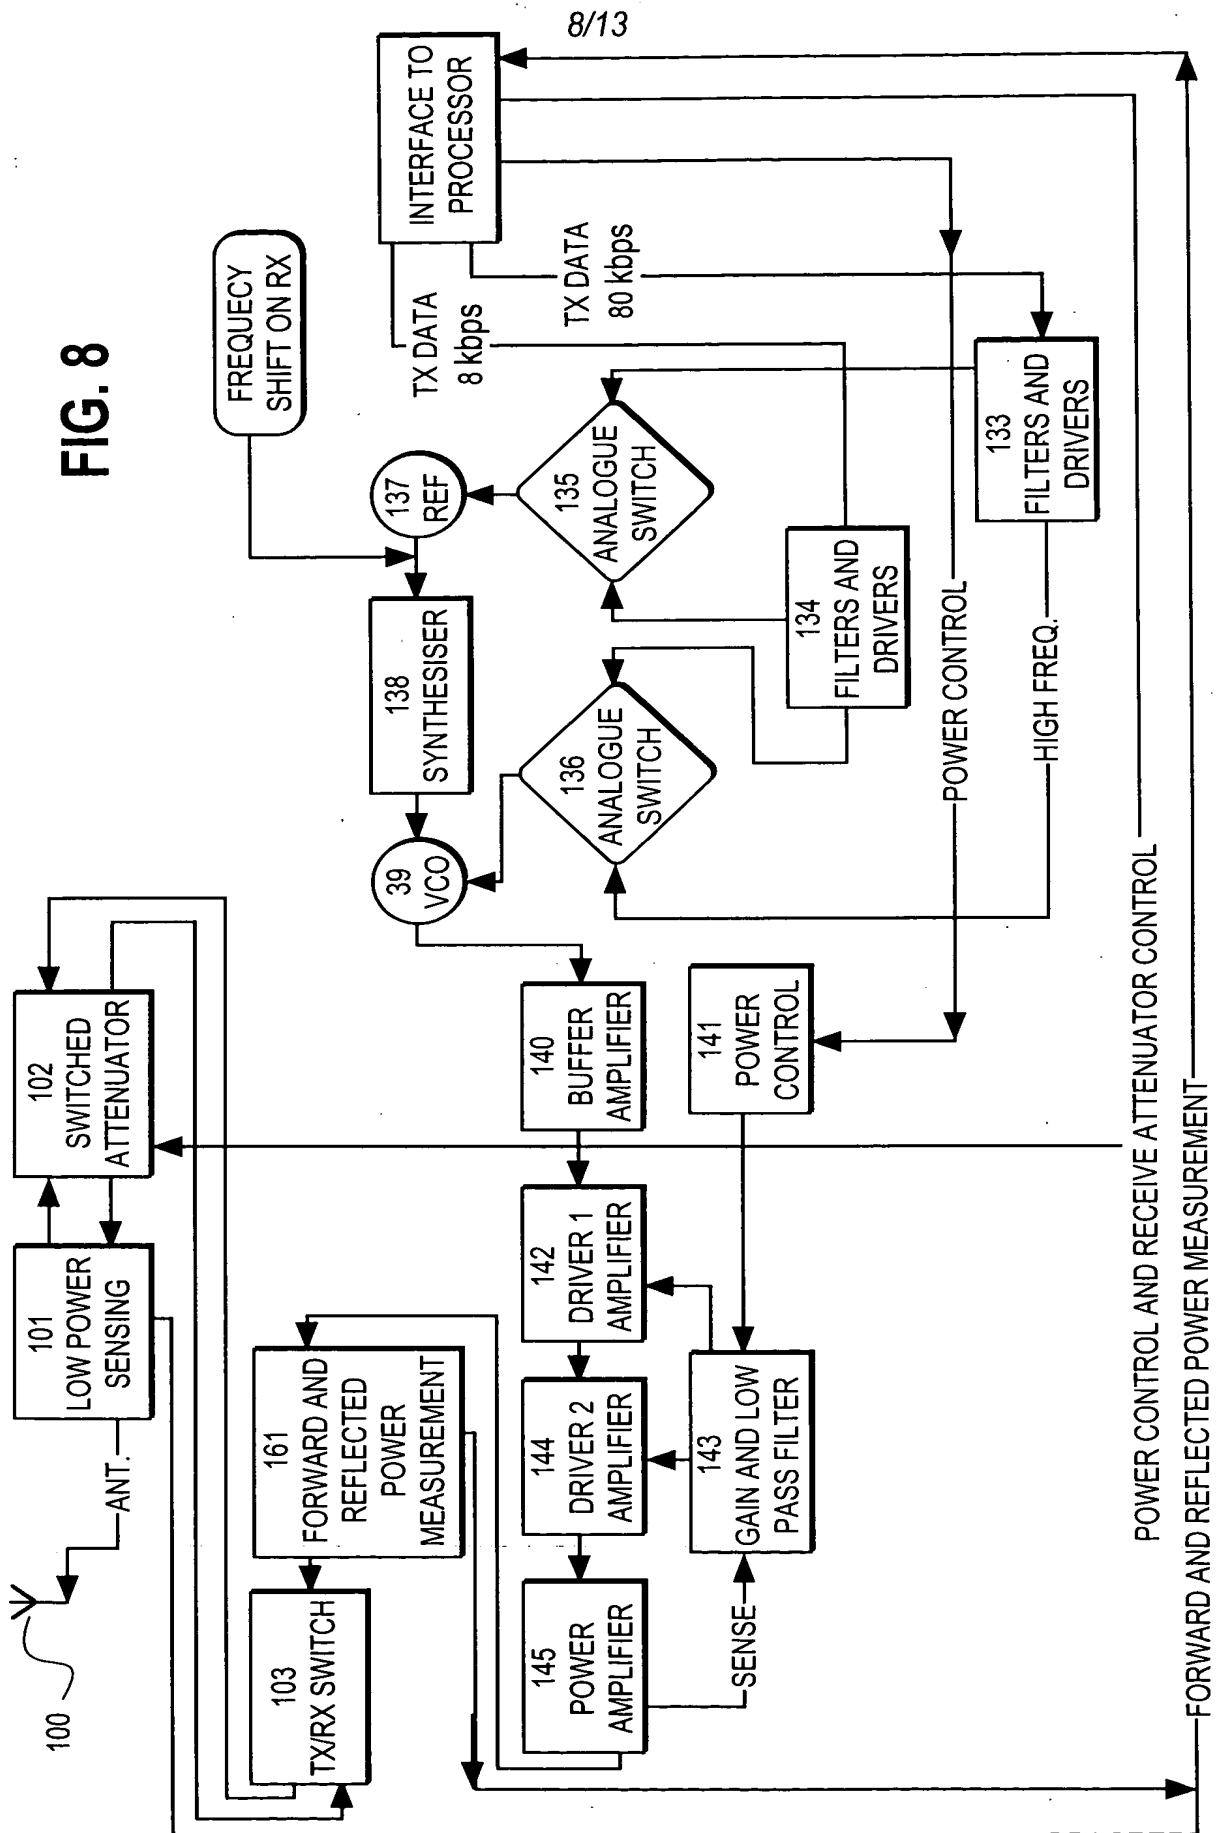 8/13
FIG. 8
100
ANT.
101
LOW POWER
SENSING
102
SWITCHED
ATTENUATOR
103
TX/RX SWITCH
161
FORWARD AND
REFLECTED
POWER
MEASUREMENT
39
VCO
138
SYNTHESISER
137
REF
FREQUECY
SHIFT ON RX
INTERFACE TO
PROCESSOR
TX DATA
8 kbps
TX DATA
80 kbps
136
ANALOGUE
SWITCH
135
ANALOGUE
SWITCH
145
POWER
AMPLIFIER
144
DRIVER 2
AMPLIFIER
142
DRIVER 1
AMPLIFIER
140
BUFFER
AMPLIFIER
134
FILTERS AND
DRIVERS
133
FILTERS AND
DRIVERS
SENSE
143
GAIN AND LOW
PASS FILTER
141
POWER
CONTROL
POWER CONTROL
HIGH FREQ.
POWER CONTROL AND RECEIVE ATTENUATOR CONTROL
FORWARD AND REFLECTED POWER MEASUREMENT